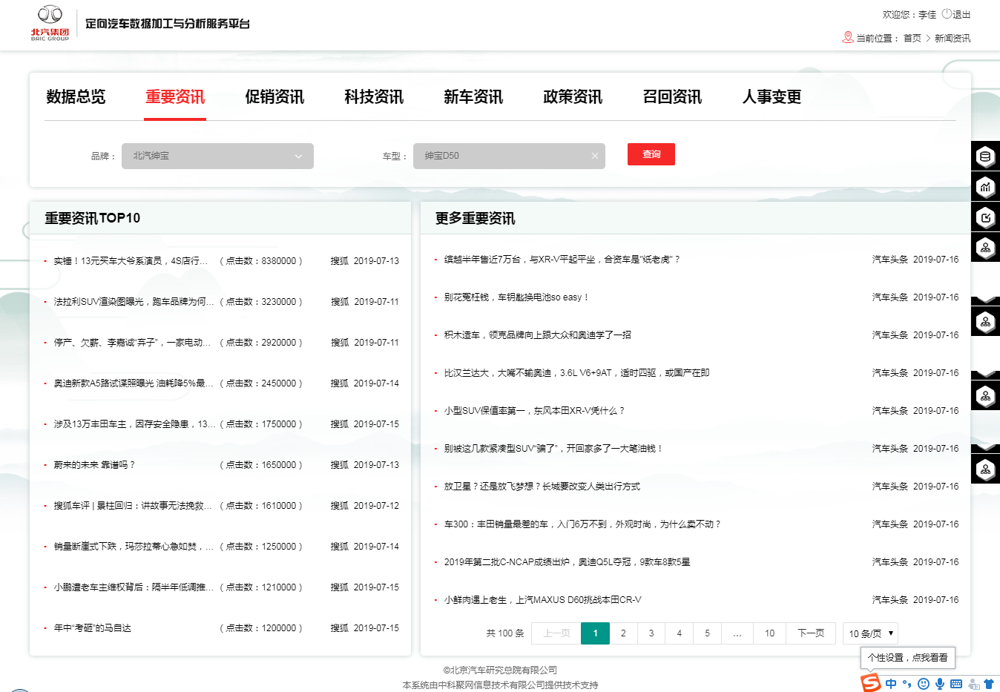 北汽集团
BAIC GROUP
定向汽车数据加工与分析服务平台
欢迎您：李佳 退出
当前位置： 首页 > 新闻资讯
数据总览 重要资讯 促销资讯 科技资讯 新车资讯 政策资讯 召回资讯 人事变更
品牌： 北汽绅宝 车型： 绅宝D50 查询
重要资讯TOP10
实锤！13元买车大爷系演员，4S店行... （点击数：8380000） 搜狐 2019-07-13
法拉利SUV渲染图曝光，跑车品牌为何... （点击数：3230000） 搜狐 2019-07-11
停产、欠薪、李嘉诚“弃子”，一家电动... （点击数：2920000） 搜狐 2019-07-11
奥迪新款A5路试谍照曝光 油耗降5%最... （点击数：2450000） 搜狐 2019-07-14
涉及13万丰田车主，因存安全隐患，13... （点击数：1750000） 搜狐 2019-07-15
蔚来的未来 靠谱吗？ （点击数：1650000） 搜狐 2019-07-13
搜狐车评 | 景柱回归：讲故事无法挽救... （点击数：1610000） 搜狐 2019-07-12
销量断崖式下跌，玛莎拉蒂心急如焚，... （点击数：1250000） 搜狐 2019-07-14
小鹏遭老车主维权背后：隔半年低调推... （点击数：1210000） 搜狐 2019-07-15
年中“考砸”的马自达 （点击数：1200000） 搜狐 2019-07-15
更多重要资讯
缤越半年售近7万台，与XR-V平起平坐，合资车是"纸老虎"？ 汽车头条 2019-07-16
别花冤枉钱，车钥匙换电池so easy！ 汽车头条 2019-07-16
积木造车，领克品牌向上跟大众和奥迪学了一招 汽车头条 2019-07-16
比汉兰达大，大嘴不输奥迪，3.6L V6+9AT，适时四驱，或国产在即 汽车头条 2019-07-16
小型SUV保值率第一，东风本田XR-V凭什么？ 汽车头条 2019-07-16
别被这几款紧凑型SUV“骗了”，开回家多了一大笔油钱！ 汽车头条 2019-07-16
放卫星？还是放飞梦想？长城要改变人类出行方式 汽车头条 2019-07-16
车300：丰田销量最差的车，入门6万不到，外观时尚，为什么卖不动？ 汽车头条 2019-07-16
2019年第二批C-NCAP成绩出炉，奥迪Q5L夺冠，9款车8款5星 汽车头条 2019-07-16
小鲜肉遇上老生，上汽MAXUS D60挑战本田CR-V 汽车头条 2019-07-16
共 100 条 上一页 1 2 3 4 5 ... 10 下一页 10 条/页
个性设置，点我看看
©北京汽车研究总院有限公司
本系统由中科聚网信息技术有限公司提供技术支持
S 中